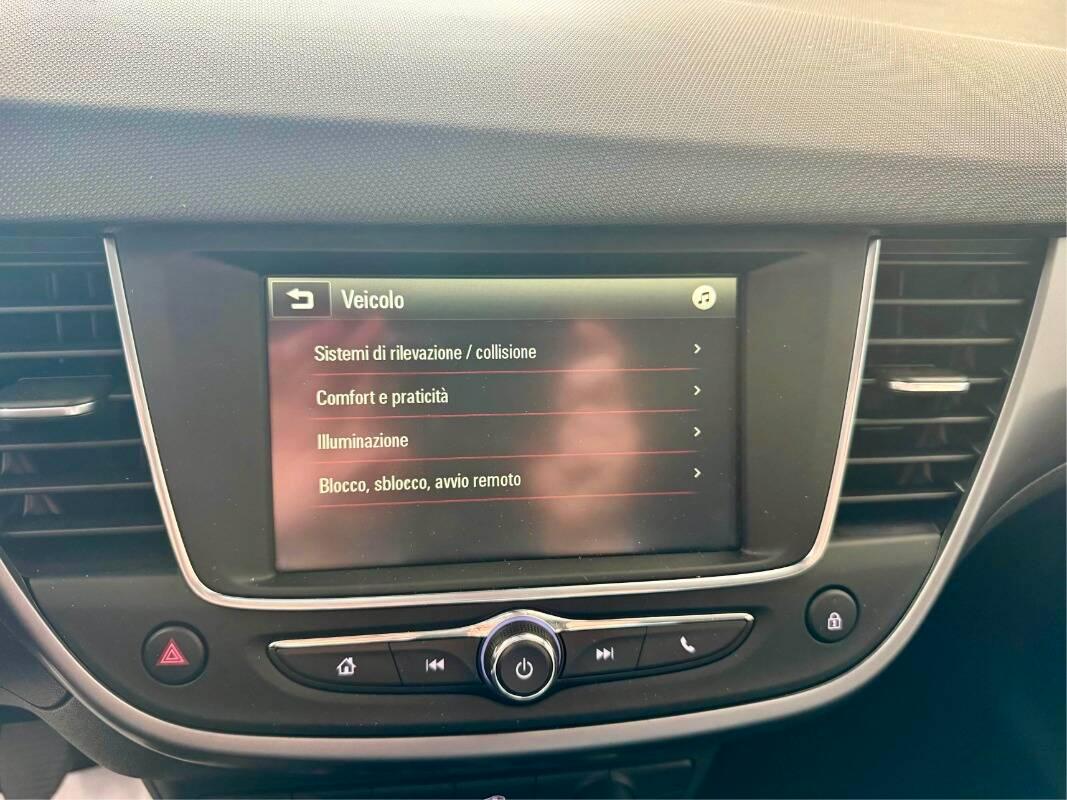 Veicolo
Sistemi di rilevazione / collisione
Comfort e praticità
Illuminazione
Blocco, sblocco, avvio remoto